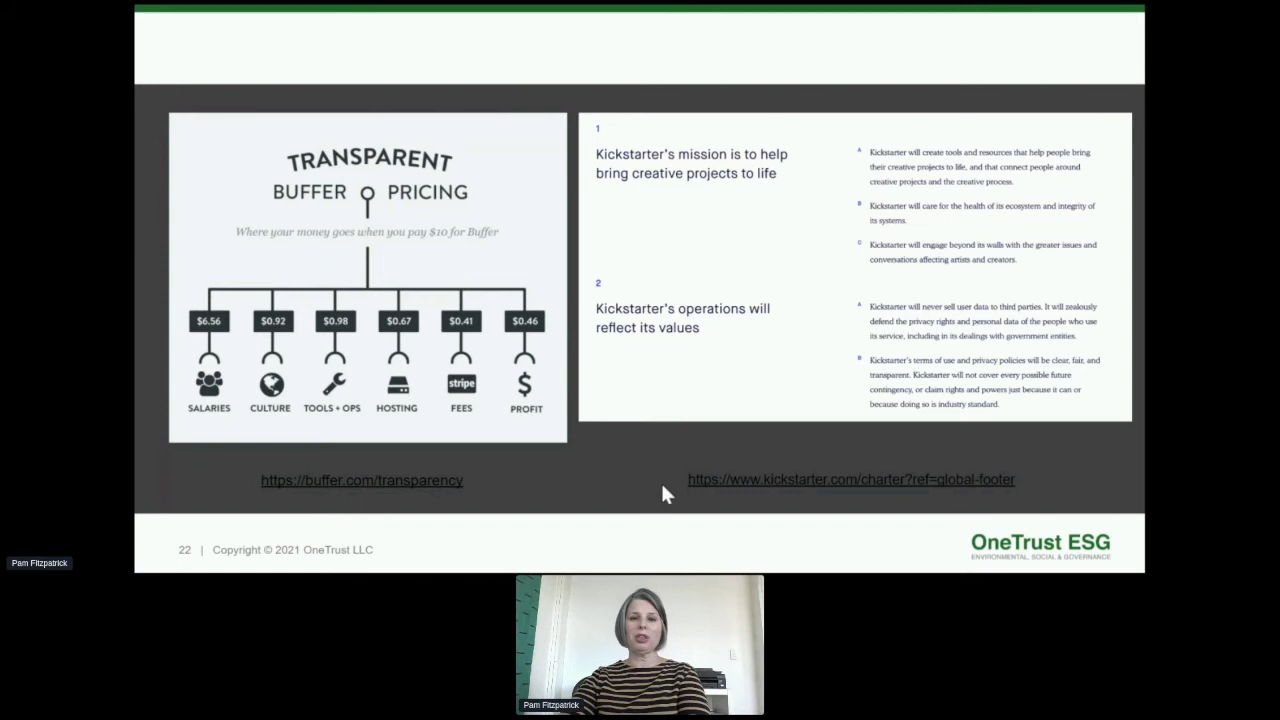 TRANSPARENT
BUFFER PRICING
Where your money goes when you pay $10 for Buffer
$6.56 $0.92 $0.98 $0.67 $0.41 $0.46
stripe
SALARIES CULTURE TOOLS + OPS HOSTING FEES PROFIT
https://buffer.com/transparency
1
Kickstarter's mission is to help
bring creative projects to life
A Kickstarter will create tools and resources that help people bring
their creative projects to life, and that connect people around
creative projects and the creative process.
B Kickstarter will care for the health of its ecosystem and integrity of
its systems.
C Kickstarter will engage beyond its walls with the greater issues and
conversations affecting artists and creators.
2
Kickstarter's operations will
reflect its values
A Kickstarter will never sell user data to third parties. It will zealously
defend the privacy rights and personal data of the people who use
its service, including in its dealings with government entities.
B Kickstarter's terms of use and privacy policies will be clear, fair, and
transparent. Kickstarter will not cover every possible future
contingency, or claim rights and powers just because it can or
because doing so is industry standard.
https://www.kickstarter.com/charter?ref=global-footer
22 | Copyright © 2021 OneTrust LLC
OneTrust ESG
ENVIRONMENTAL, SOCIAL & GOVERNANCE
Pam Fitzpatrick
Pam Fitzpatrick